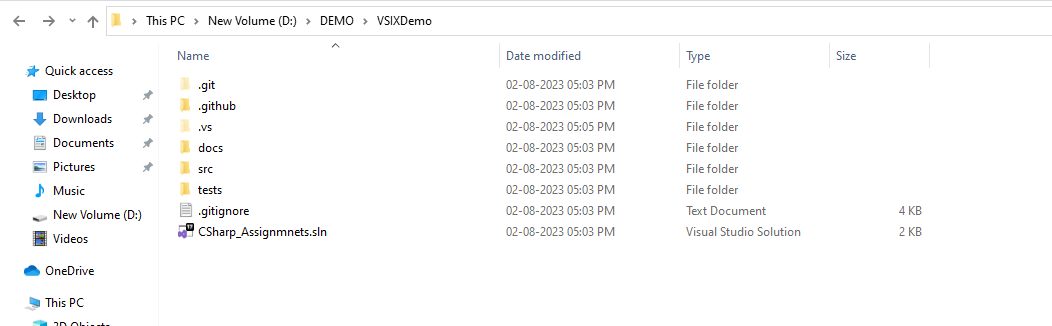 This PC > New Volume (D:) > DEMO > VSIXDemo
Name Date modified Type Size
Quick access
Desktop
Downloads
Documents
Pictures
Music
New Volume (D:)
Videos
OneDrive
This PC
3D Objects
.git 02-08-2023 05:03 PM File folder
.github 02-08-2023 05:03 PM File folder
.vs 02-08-2023 05:05 PM File folder
docs 02-08-2023 05:03 PM File folder
src 02-08-2023 05:03 PM File folder
tests 02-08-2023 05:03 PM File folder
.gitignore 02-08-2023 05:03 PM Text Document 4 KB
CSharp_Assignmnets.sln 02-08-2023 05:03 PM Visual Studio Solution 2 KB